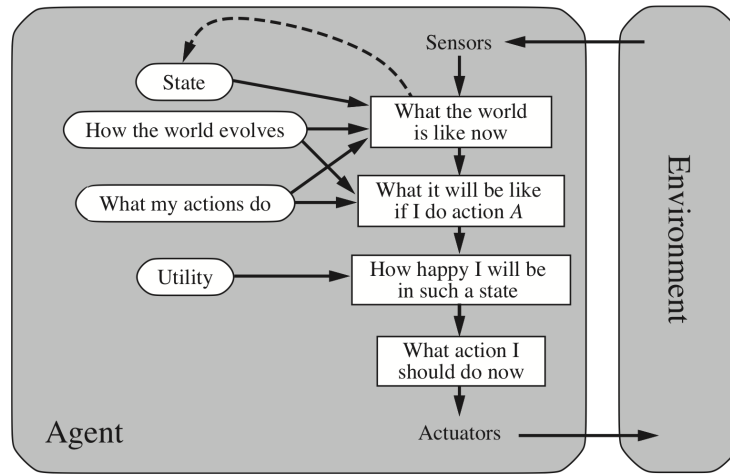 Sensors
State
What the world
is like now
How the world evolves
What my actions do
What it will be like
if I do action A
Utility
How happy I will be
in such a state
What action I
should do now
Agent
Actuators
Environment